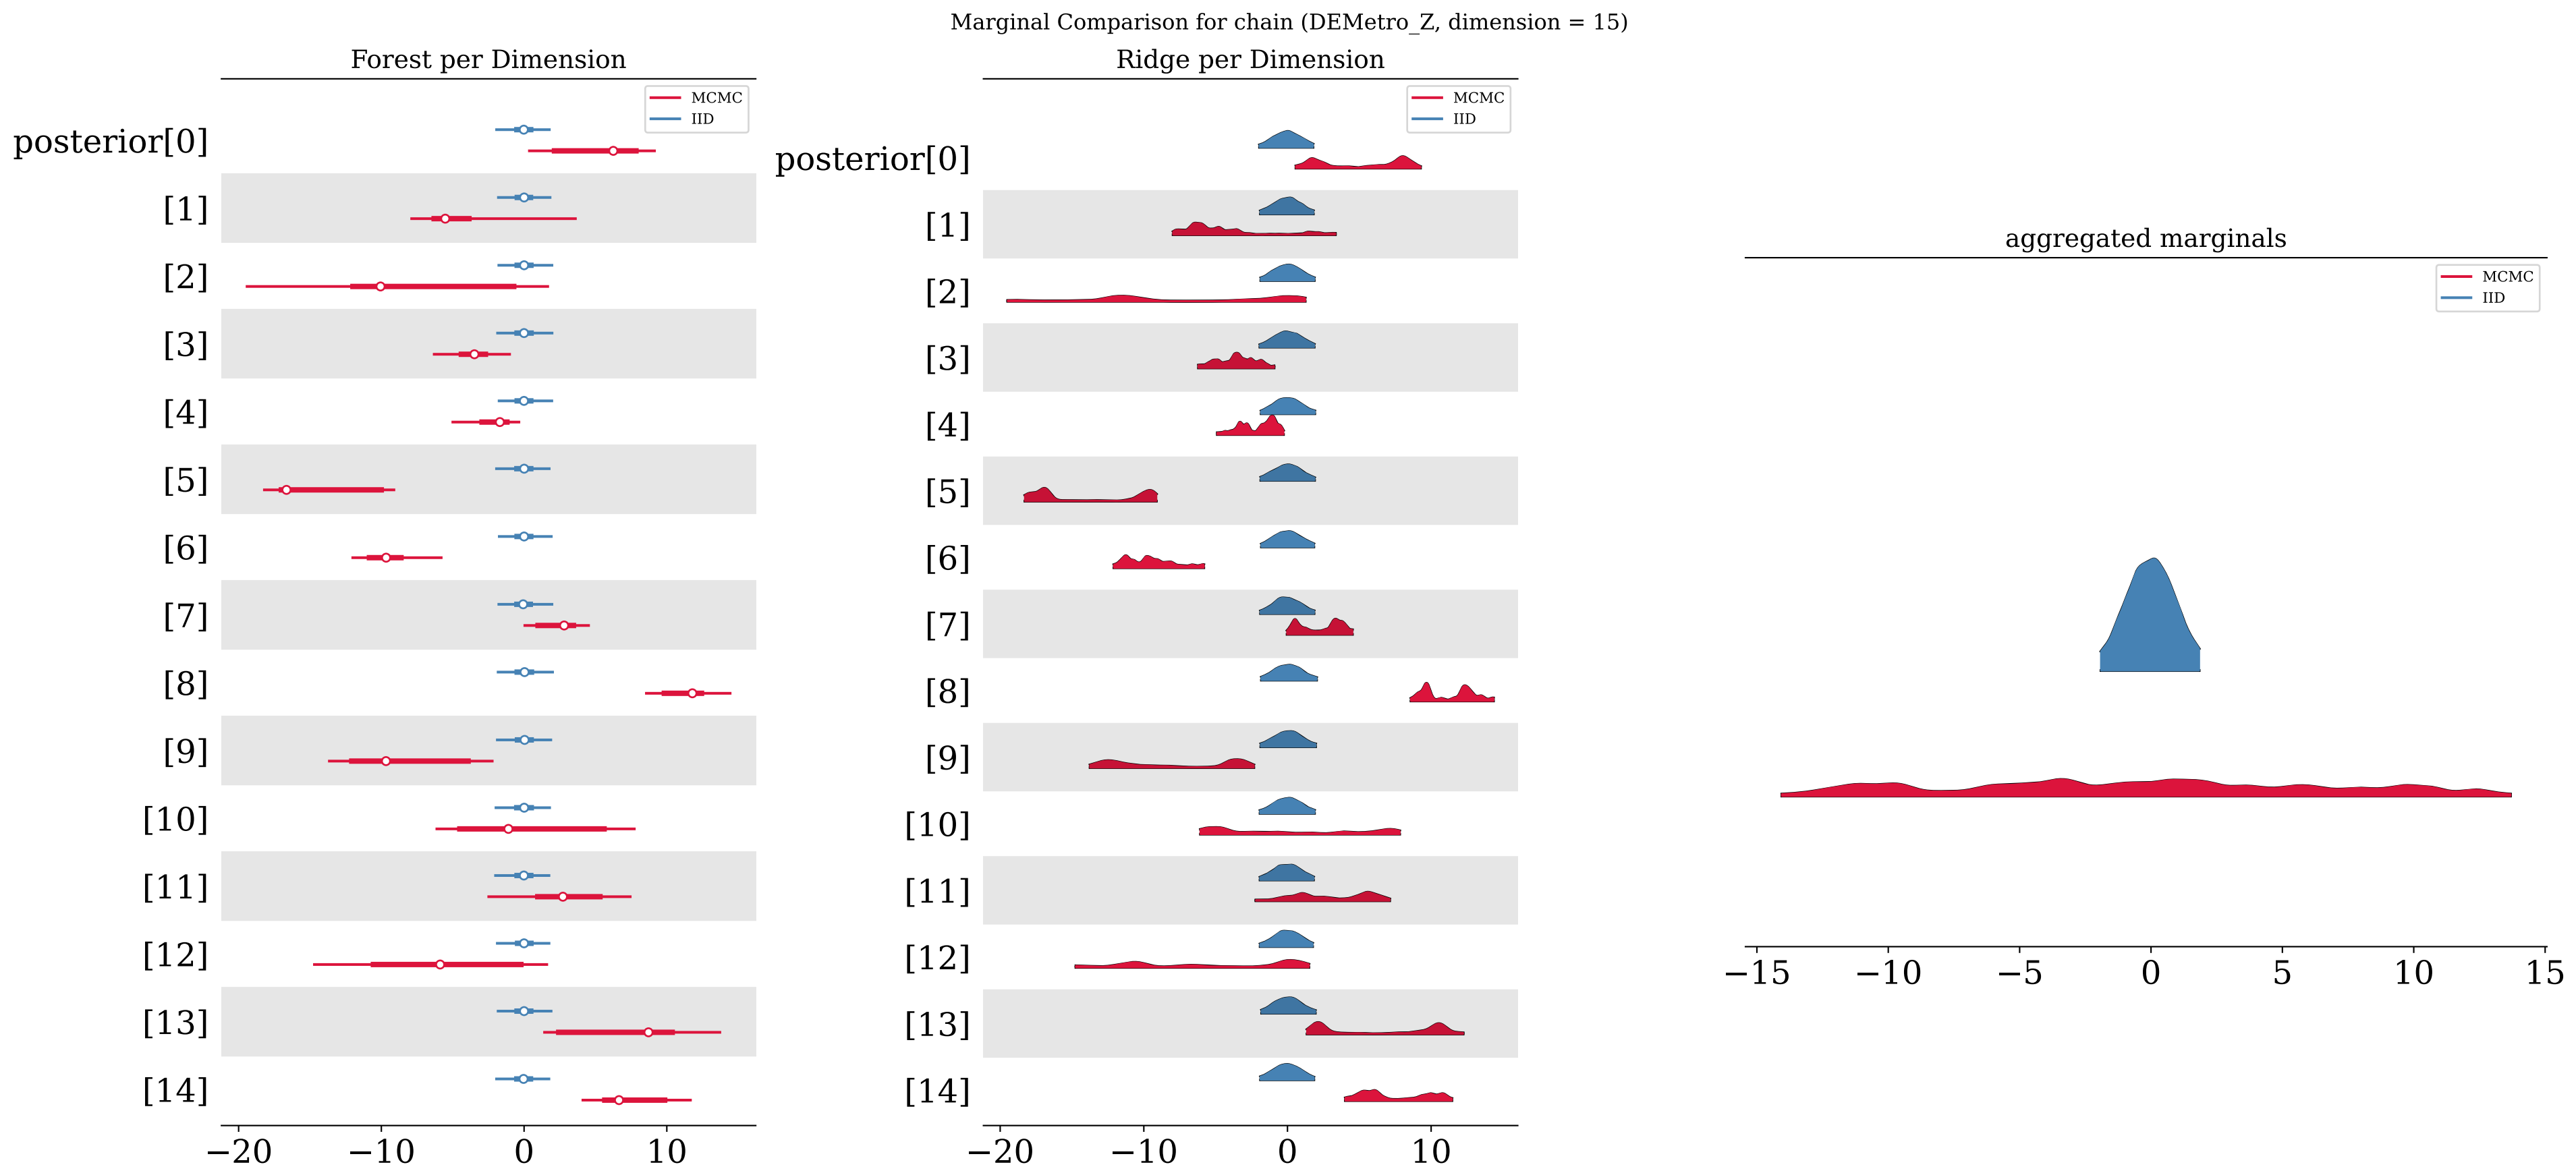 Marginal Comparison for chain (DEMetro_Z, dimension = 15)
Forest per Dimension
MCMC
IID
posterior[0]
[1]
[2]
[3]
[4]
[5]
[6]
[7]
[8]
[9]
[10]
[11]
[12]
[13]
[14]
−20 −10 0 10
Ridge per Dimension
MCMC
IID
posterior[0]
[1]
[2]
[3]
[4]
[5]
[6]
[7]
[8]
[9]
[10]
[11]
[12]
[13]
[14]
−20 −10 0 10
aggregated marginals
MCMC
IID
−15 −10 −5 0 5 10 15